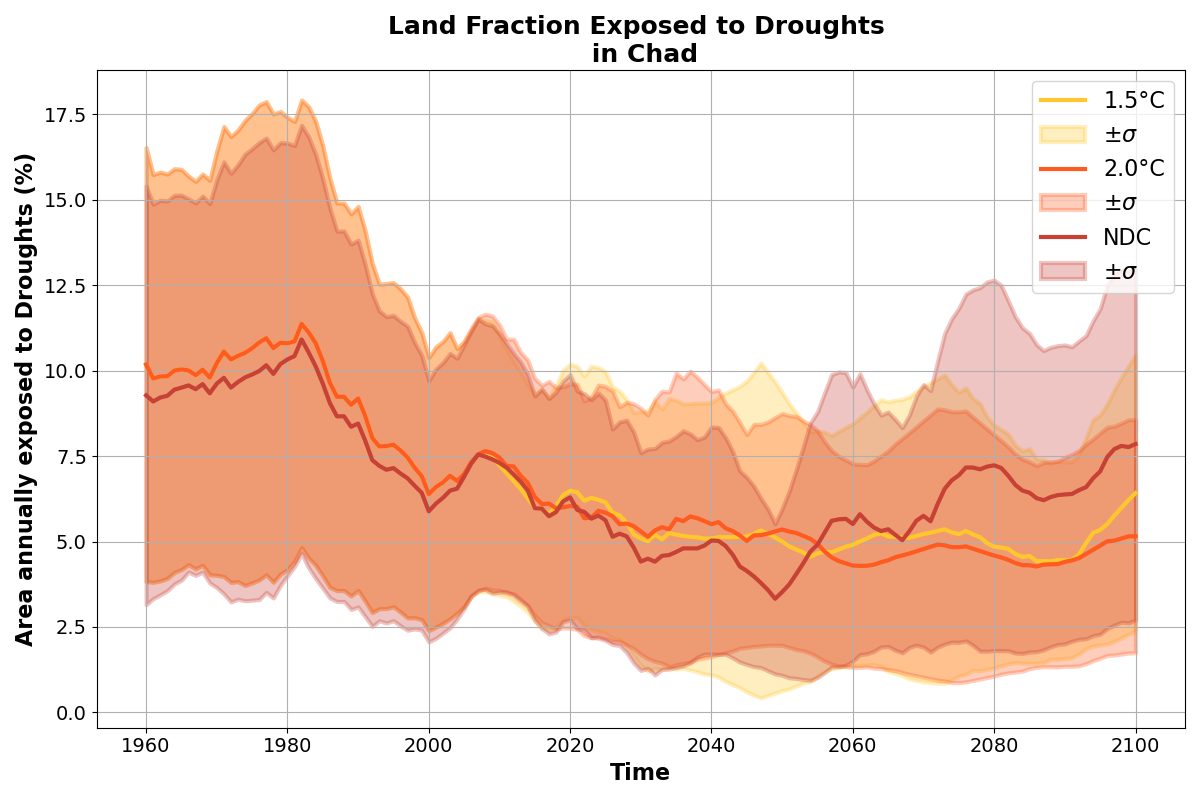 Land Fraction Exposed to Droughts
in Chad
Area annually exposed to Droughts (%)
17.5
15.0
12.5
10.0
7.5
5.0
2.5
0.0
1960
1980
2000
2020
2040
2060
2080
2100
Time
1.5°C
±σ
2.0°C
±σ
NDC
±σ